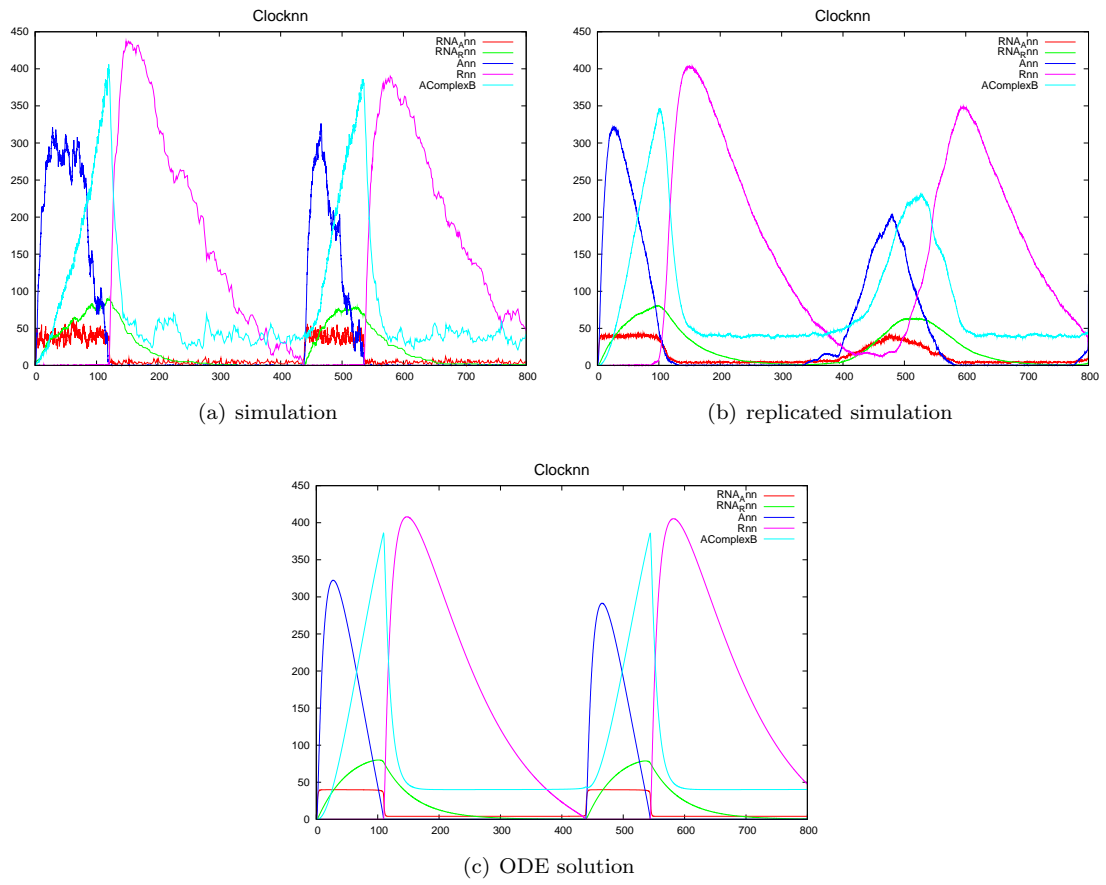 Clocknn
450
400
350
300
250
200
150
100
50
0
RNA_Ann
RNA_Rnn
Ann
Rnn
AComplexB
0 100 200 300 400 500 600 700 800
(a) simulation
Clocknn
450
400
350
300
250
200
150
100
50
0
RNA_Ann
RNA_Rnn
Ann
Rnn
AComplexB
0 100 200 300 400 500 600 700 800
(b) replicated simulation
Clocknn
450
400
350
300
250
200
150
100
50
0
RNA_Ann
RNA_Rnn
Ann
Rnn
AComplexB
0 100 200 300 400 500 600 700 800
(c) ODE solution